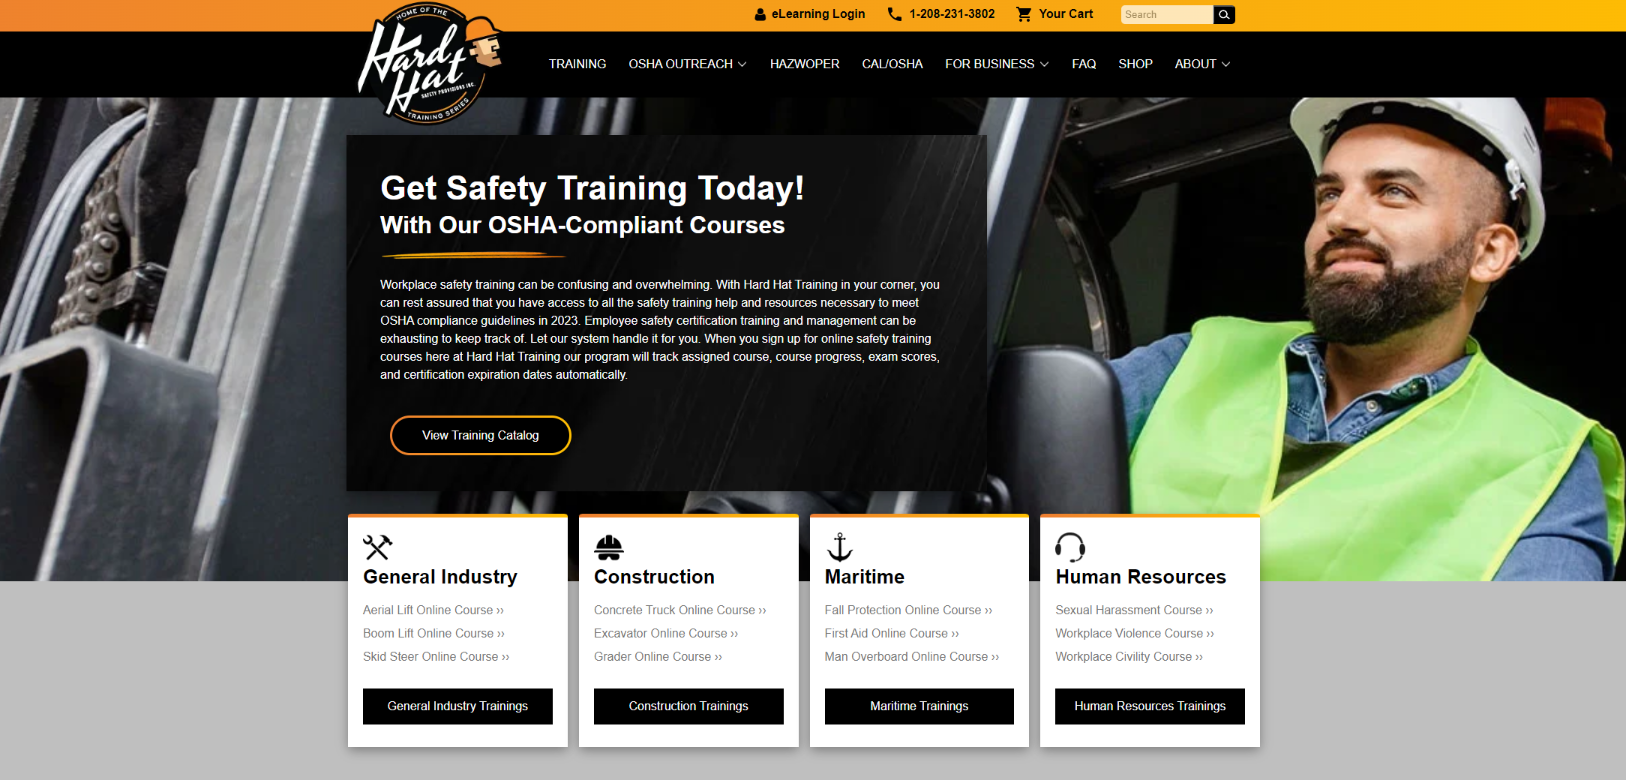 eLearning Login
1-208-231-3802
Your Cart
Search
HOME OF THE
Hard
Hat
SAFETY PROVISIONS INC.
TRAINING SERIES
TRAINING
OSHA OUTREACH
HAZWOPER
CAL/OSHA
FOR BUSINESS
FAQ
SHOP
ABOUT
Get Safety Training Today!
With Our OSHA-Compliant Courses
Workplace safety training can be confusing and overwhelming. With Hard Hat Training in your corner, you
can rest assured that you have access to all the safety training help and resources necessary to meet
OSHA compliance guidelines in 2023. Employee safety certification training and management can be
exhausting to keep track of. Let our system handle it for you. When you sign up for online safety training
courses here at Hard Hat Training our program will track assigned course, course progress, exam scores,
and certification expiration dates automatically.
View Training Catalog
General Industry
Aerial Lift Online Course ››
Boom Lift Online Course ››
Skid Steer Online Course ››
General Industry Trainings
Construction
Concrete Truck Online Course ››
Excavator Online Course ››
Grader Online Course ››
Construction Trainings
Maritime
Fall Protection Online Course ››
First Aid Online Course ››
Man Overboard Online Course ››
Maritime Trainings
Human Resources
Sexual Harassment Course ››
Workplace Violence Course ››
Workplace Civility Course ››
Human Resources Trainings